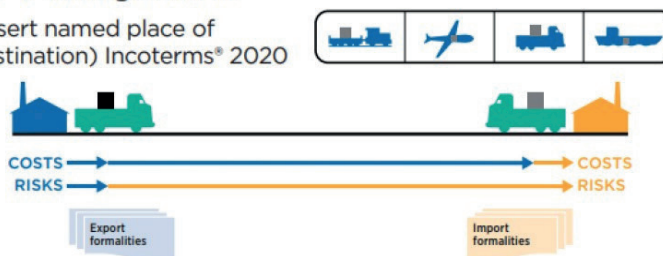 sert named place of
stination) Incoterms® 2020
COSTS COSTS
RISKS RISKS
Export
formalities
Import
formalities